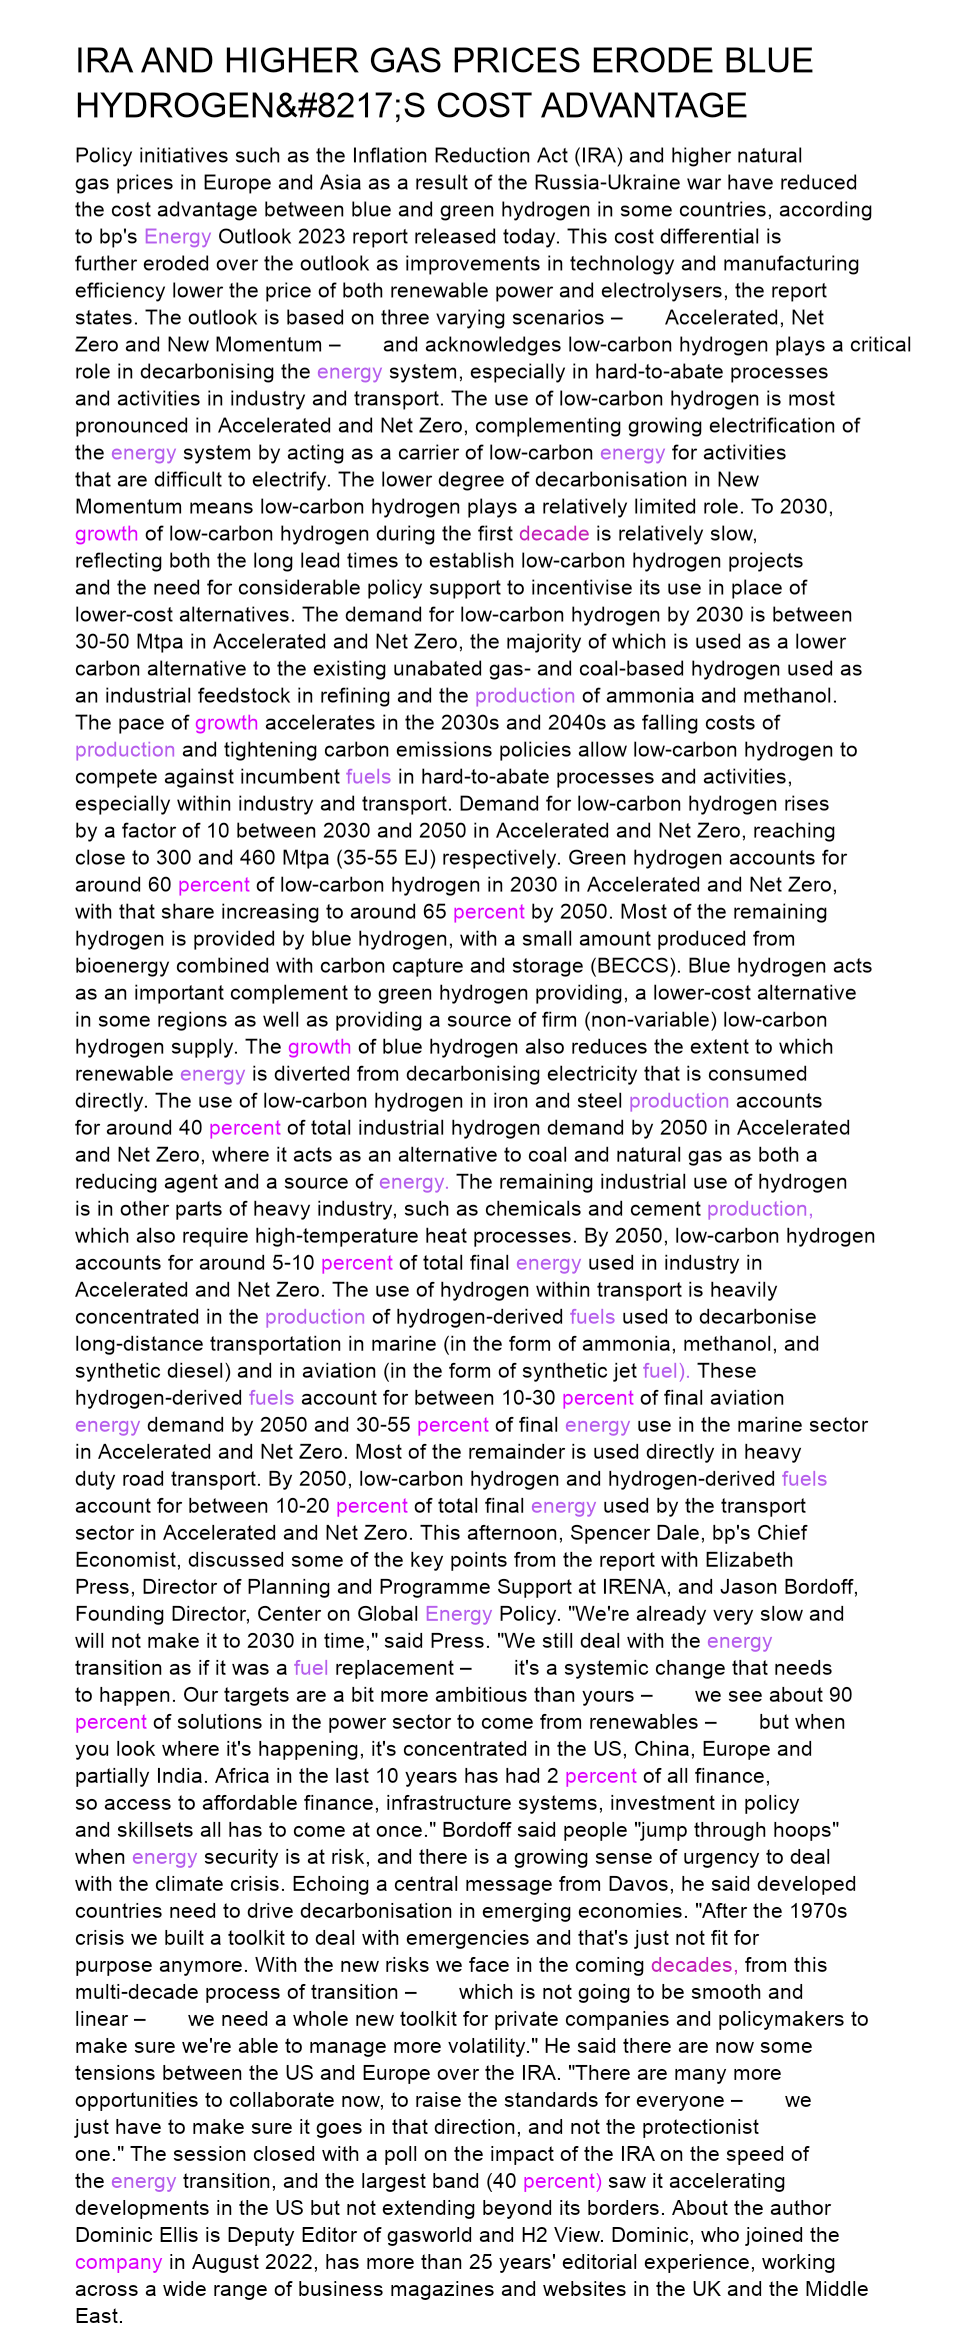 IRA AND HIGHER GAS PRICES ERODE BLUE
HYDROGEN&#8217;S COST ADVANTAGE
Policy initiatives such as the Inflation Reduction Act (IRA) and higher natural
gas prices in Europe and Asia as a result of the Russia-Ukraine war have reduced
the cost advantage between blue and green hydrogen in some countries, according
to bp's Energy Outlook 2023 report released today. This cost differential is
further eroded over the outlook as improvements in technology and manufacturing
efficiency lower the price of both renewable power and electrolysers, the report
states. The outlook is based on three varying scenarios – Accelerated, Net
Zero and New Momentum – and acknowledges low-carbon hydrogen plays a critical
role in decarbonising the energy system, especially in hard-to-abate processes
and activities in industry and transport. The use of low-carbon hydrogen is most
pronounced in Accelerated and Net Zero, complementing growing electrification of
the energy system by acting as a carrier of low-carbon energy for activities
that are difficult to electrify. The lower degree of decarbonisation in New
Momentum means low-carbon hydrogen plays a relatively limited role. To 2030,
growth of low-carbon hydrogen during the first decade is relatively slow,
reflecting both the long lead times to establish low-carbon hydrogen projects
and the need for considerable policy support to incentivise its use in place of
lower-cost alternatives. The demand for low-carbon hydrogen by 2030 is between
30-50 Mtpa in Accelerated and Net Zero, the majority of which is used as a lower
carbon alternative to the existing unabated gas- and coal-based hydrogen used as
an industrial feedstock in refining and the production of ammonia and methanol.
The pace of growth accelerates in the 2030s and 2040s as falling costs of
production and tightening carbon emissions policies allow low-carbon hydrogen to
compete against incumbent fuels in hard-to-abate processes and activities,
especially within industry and transport. Demand for low-carbon hydrogen rises
by a factor of 10 between 2030 and 2050 in Accelerated and Net Zero, reaching
close to 300 and 460 Mtpa (35-55 EJ) respectively. Green hydrogen accounts for
around 60 percent of low-carbon hydrogen in 2030 in Accelerated and Net Zero,
with that share increasing to around 65 percent by 2050. Most of the remaining
hydrogen is provided by blue hydrogen, with a small amount produced from
bioenergy combined with carbon capture and storage (BECCS). Blue hydrogen acts
as an important complement to green hydrogen providing, a lower-cost alternative
in some regions as well as providing a source of firm (non-variable) low-carbon
hydrogen supply. The growth of blue hydrogen also reduces the extent to which
renewable energy is diverted from decarbonising electricity that is consumed
directly. The use of low-carbon hydrogen in iron and steel production accounts
for around 40 percent of total industrial hydrogen demand by 2050 in Accelerated
and Net Zero, where it acts as an alternative to coal and natural gas as both a
reducing agent and a source of energy. The remaining industrial use of hydrogen
is in other parts of heavy industry, such as chemicals and cement production,
which also require high-temperature heat processes. By 2050, low-carbon hydrogen
accounts for around 5-10 percent of total final energy used in industry in
Accelerated and Net Zero. The use of hydrogen within transport is heavily
concentrated in the production of hydrogen-derived fuels used to decarbonise
long-distance transportation in marine (in the form of ammonia, methanol, and
synthetic diesel) and in aviation (in the form of synthetic jet fuel). These
hydrogen-derived fuels account for between 10-30 percent of final aviation
energy demand by 2050 and 30-55 percent of final energy use in the marine sector
in Accelerated and Net Zero. Most of the remainder is used directly in heavy
duty road transport. By 2050, low-carbon hydrogen and hydrogen-derived fuels
account for between 10-20 percent of total final energy used by the transport
sector in Accelerated and Net Zero. This afternoon, Spencer Dale, bp's Chief
Economist, discussed some of the key points from the report with Elizabeth
Press, Director of Planning and Programme Support at IRENA, and Jason Bordoff,
Founding Director, Center on Global Energy Policy. "We're already very slow and
will not make it to 2030 in time," said Press. "We still deal with the energy
transition as if it was a fuel replacement – it's a systemic change that needs
to happen. Our targets are a bit more ambitious than yours – we see about 90
percent of solutions in the power sector to come from renewables – but when
you look where it's happening, it's concentrated in the US, China, Europe and
partially India. Africa in the last 10 years has had 2 percent of all finance,
so access to affordable finance, infrastructure systems, investment in policy
and skillsets all has to come at once." Bordoff said people "jump through hoops"
when energy security is at risk, and there is a growing sense of urgency to deal
with the climate crisis. Echoing a central message from Davos, he said developed
countries need to drive decarbonisation in emerging economies. "After the 1970s
crisis we built a toolkit to deal with emergencies and that's just not fit for
purpose anymore. With the new risks we face in the coming decades, from this
multi-decade process of transition – which is not going to be smooth and
linear – we need a whole new toolkit for private companies and policymakers to
make sure we're able to manage more volatility." He said there are now some
tensions between the US and Europe over the IRA. "There are many more
opportunities to collaborate now, to raise the standards for everyone – we
just have to make sure it goes in that direction, and not the protectionist
one." The session closed with a poll on the impact of the IRA on the speed of
the energy transition, and the largest band (40 percent) saw it accelerating
developments in the US but not extending beyond its borders. About the author
Dominic Ellis is Deputy Editor of gasworld and H2 View. Dominic, who joined the
company in August 2022, has more than 25 years' editorial experience, working
across a wide range of business magazines and websites in the UK and the Middle
East.